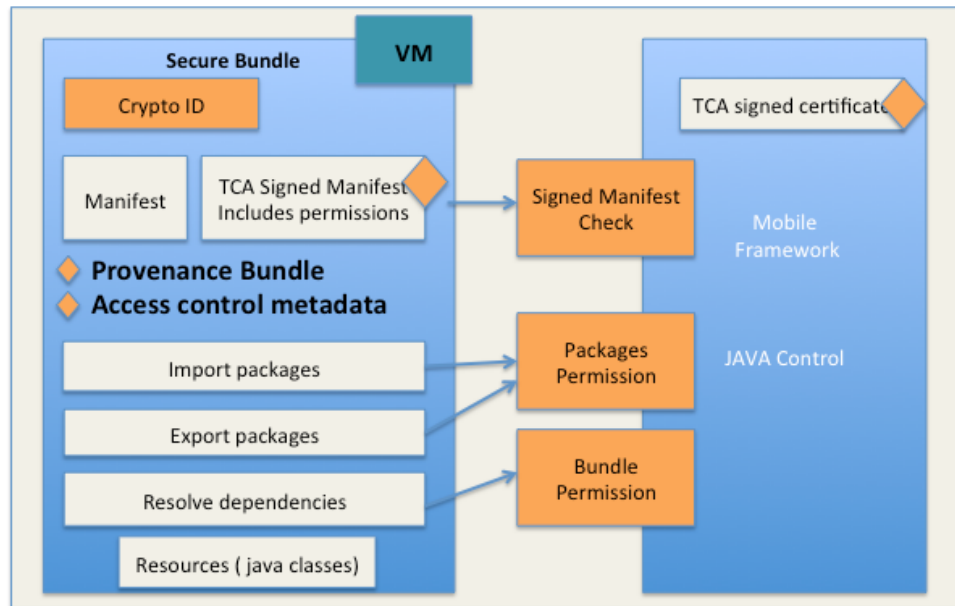 VM
Secure Bundle
Crypto ID
Manifest
TCA Signed Manifest
Includes permissions
Provenance Bundle
Access control metadata
Import packages
Export packages
Resolve dependencies
Resources ( java classes)
Signed Manifest
Check
Packages
Permission
Bundle
Permission
TCA signed certificate
Mobile
Framework
JAVA Control